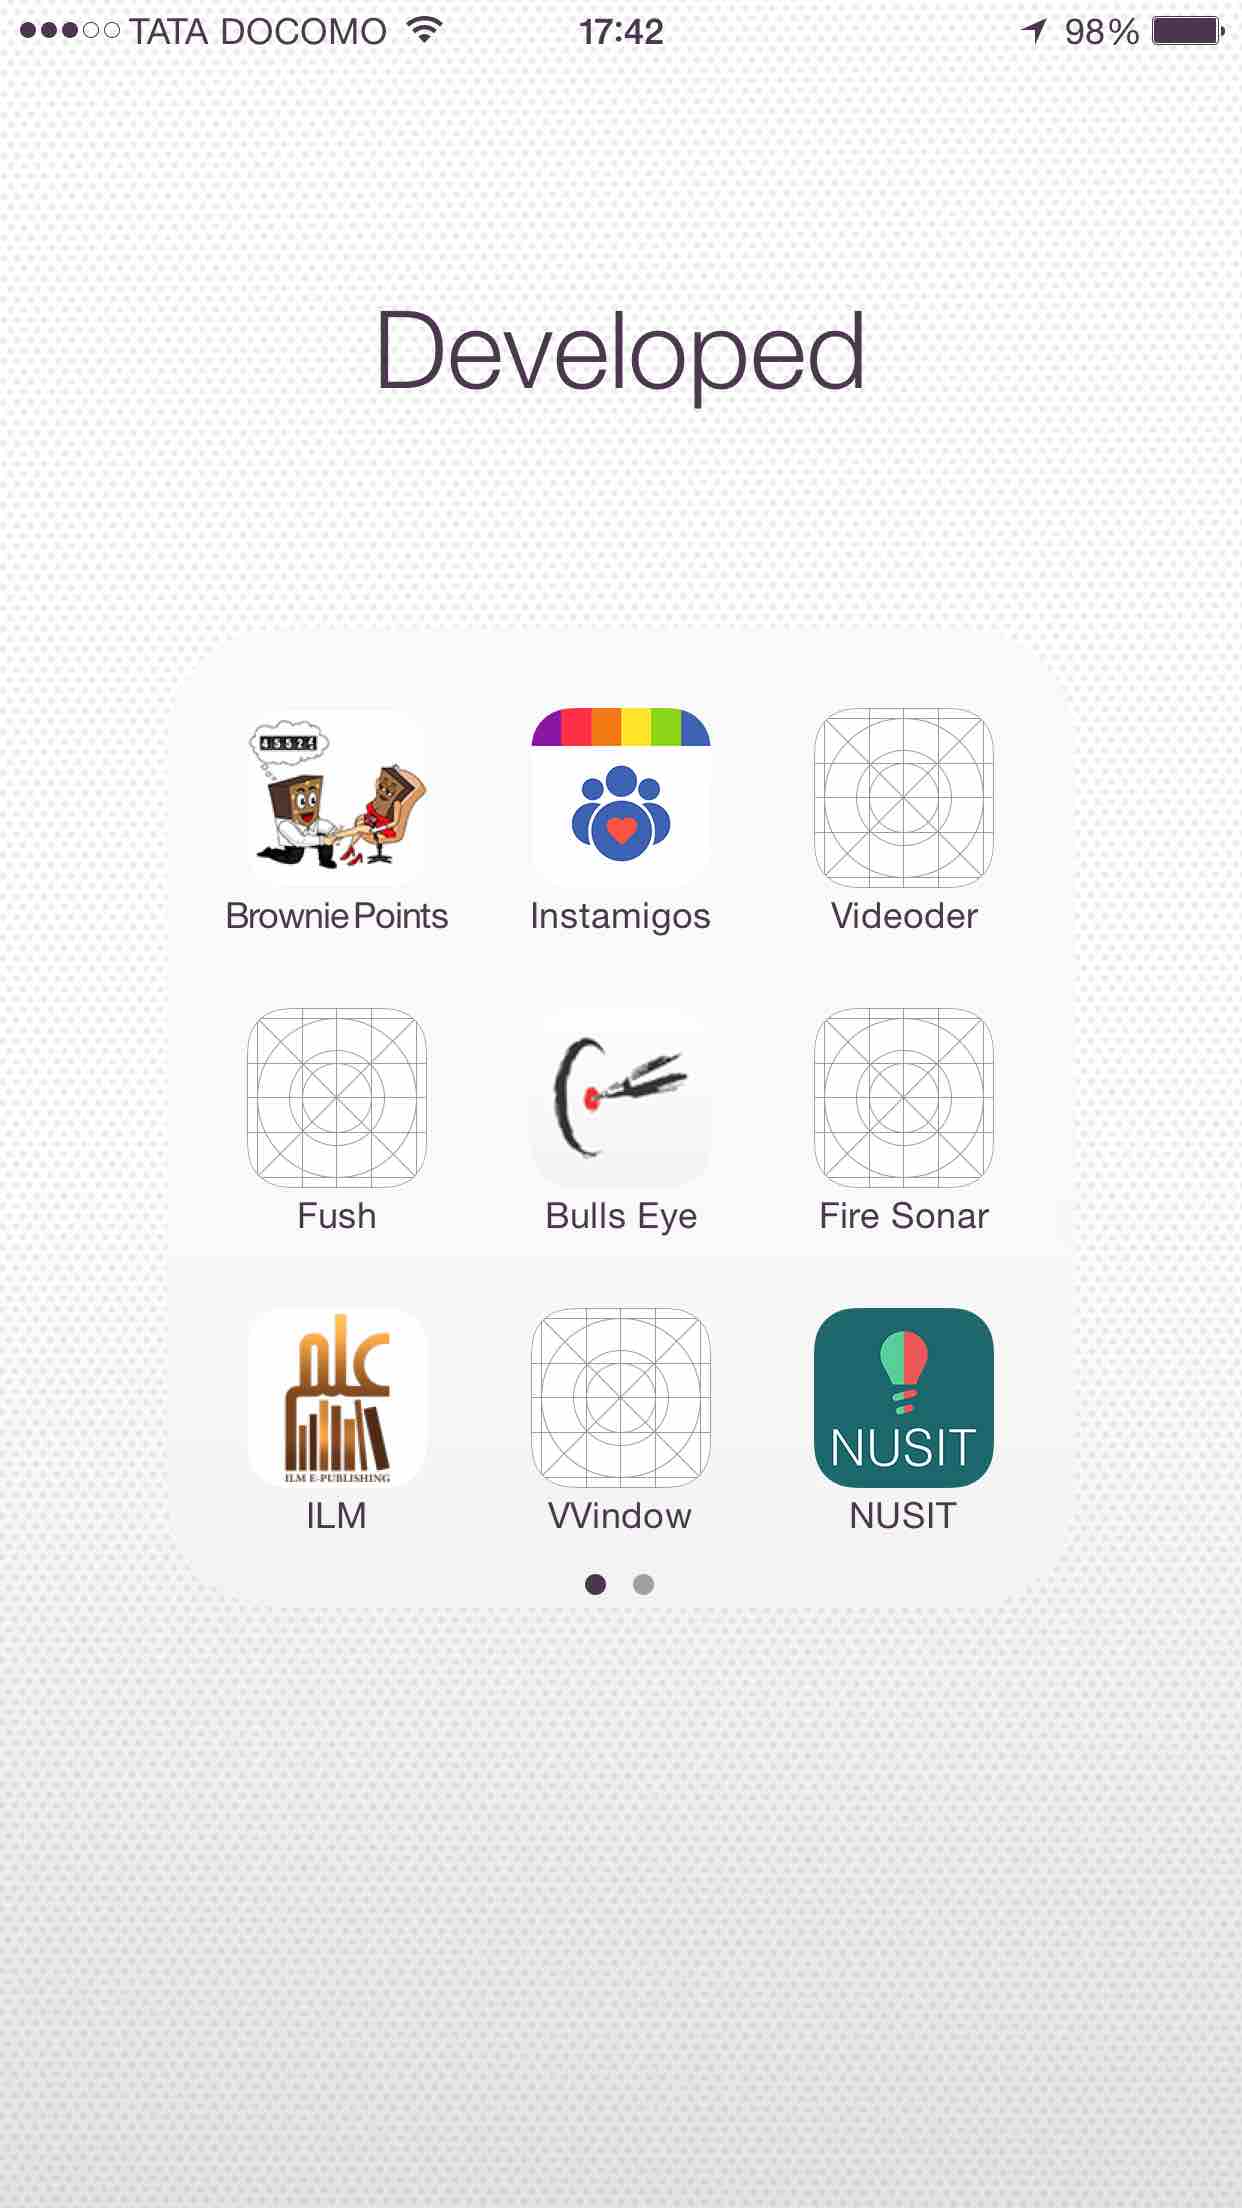 TATA DOCOMO 17:42 98%
Developed
45524
Brownie Points Instamigos Videoder
Fush Bulls Eye Fire Sonar
علم
ILM E-PUBLISHING
NUSIT
ILM VVindow NUSIT